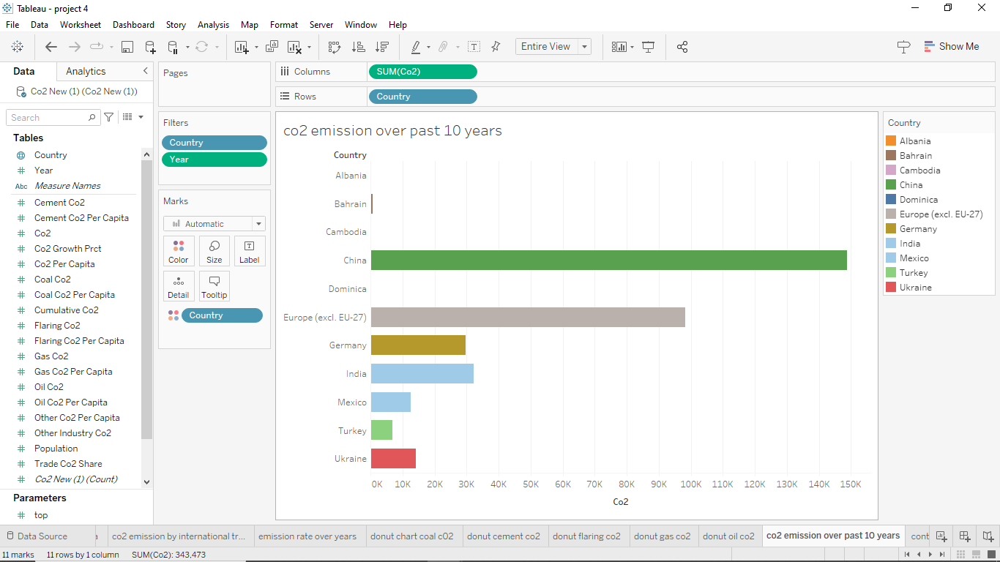 Tableau - project 4
File Data Worksheet Dashboard Story Analysis Map Format Server Window Help
Entire View
Show Me
Data Analytics
Co2 New (1) (Co2 New (1))
Search
Tables
Country
Year
Abc Measure Names
Cement Co2
Cement Co2 Per Capita
Co2
Co2 Growth Prct
Co2 Per Capita
Coal Co2
Coal Co2 Per Capita
Cumulative Co2
Flaring Co2
Flaring Co2 Per Capita
Gas Co2
Gas Co2 Per Capita
Oil Co2
Oil Co2 Per Capita
Other Co2 Per Capita
Other Industry Co2
Population
Trade Co2 Share
Co2 New (1) (Count)
Parameters
top
Pages
Filters
Country
Year
Marks
Automatic
Color Size Label
Detail Tooltip
Country
Columns SUM(Co2)
Rows Country
co2 emission over past 10 years
Country
Albania
Bahrain
Cambodia
China
Dominica
Europe (excl. EU-27)
Germany
India
Mexico
Turkey
Ukraine
0K 10K 20K 30K 40K 50K 60K 70K 80K 90K 100K 110K 120K 130K 140K 150K
Co2
Country
Albania
Bahrain
Cambodia
China
Dominica
Europe (excl. EU-27)
Germany
India
Mexico
Turkey
Ukraine
Data Source a co2 emission by international tr... emission rate over years donut chart coal c02 donut cement co2 donut flaring co2 donut gas co2 donut oil co2 co2 emission over past 10 years cont
11 marks 11 rows by 1 column SUM(Co2): 343,473